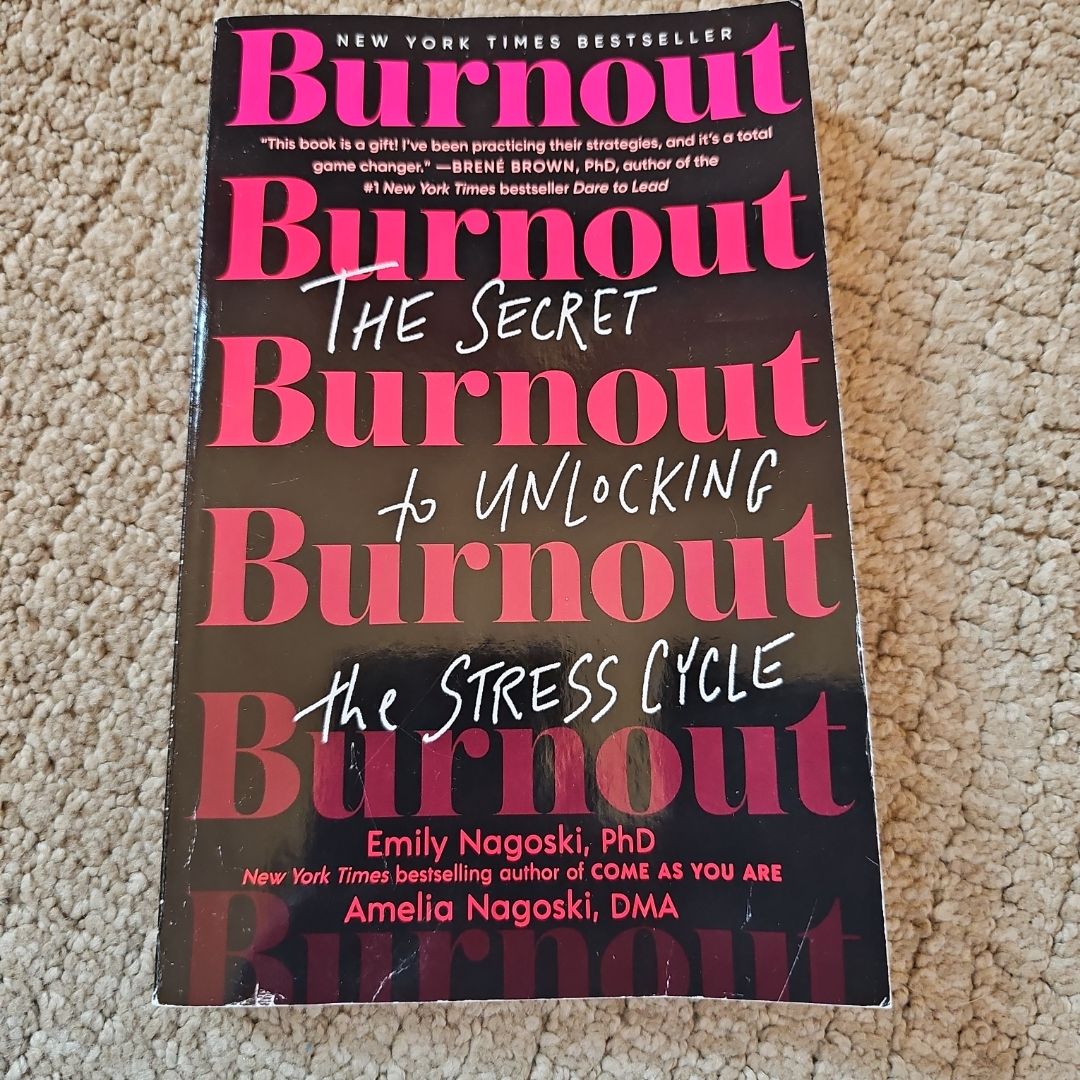 NEW YORK TIMES BESTSELLER
Burnout
"This book is a gift! I've been practicing their strategies, and it's a total
game changer." —BRENÉ BROWN, PhD, author of the
#1 New York Times bestseller Dare to Lead
Burnout
THE SECRET
Burnout
to UNLOCKING
Burnout
the STRESS CYCLE
Burnout
Emily Nagoski, PhD
New York Times bestselling author of COME AS YOU ARE
Amelia Nagoski, DMA
Burnout